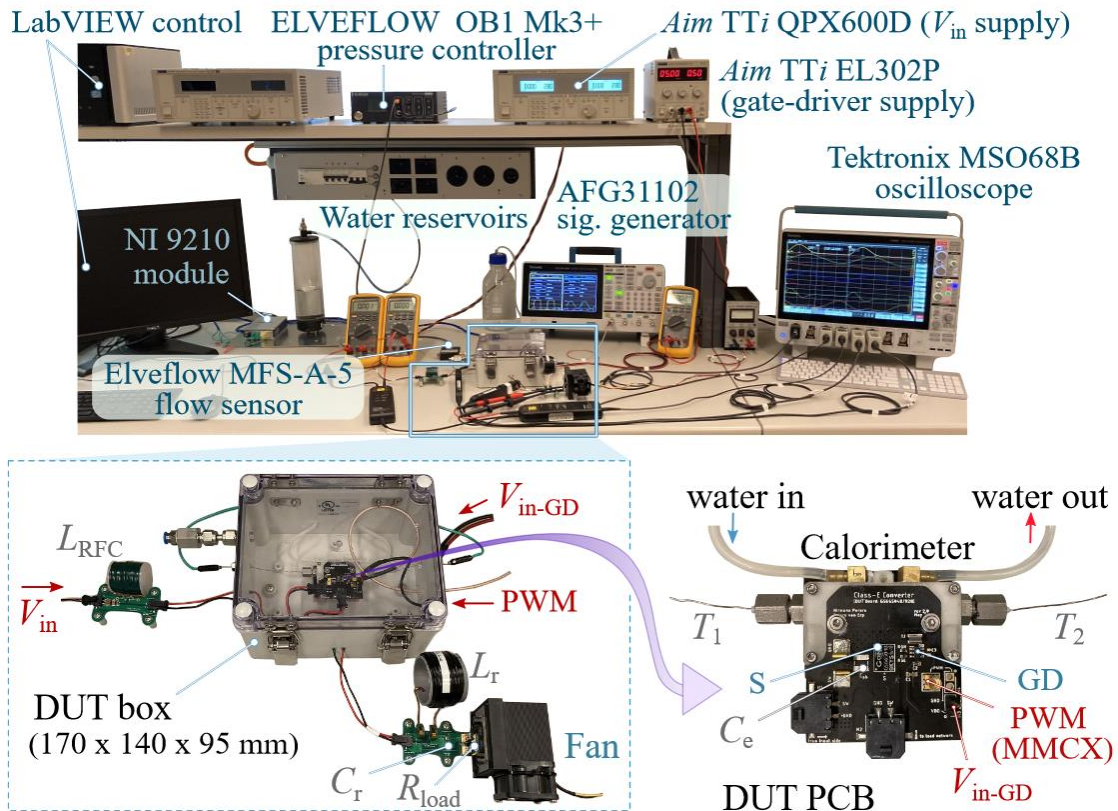 LabVIEW control
ELVEFLOW OB1 Mk3+
pressure controller
Aim TTi QPX600D (Vin supply)
Aim TTi EL302P
(gate-driver supply)
0500 0.50
Tektronix MSO68B
oscilloscope
AFG31102
sig. generator
Water reservoirs
NI 9210
module
Elveflow MFS-A-5
flow sensor
LRFC
Vin
Vin-GD
PWM
Lr
DUT box
(170 x 140 x 95 mm)
Cr
Rload
Fan
water in
water out
Calorimeter
Class-E Converter
T1
T2
S
Ce
GD
PWM
(MMCX)
Vin-GD
DUT PCB